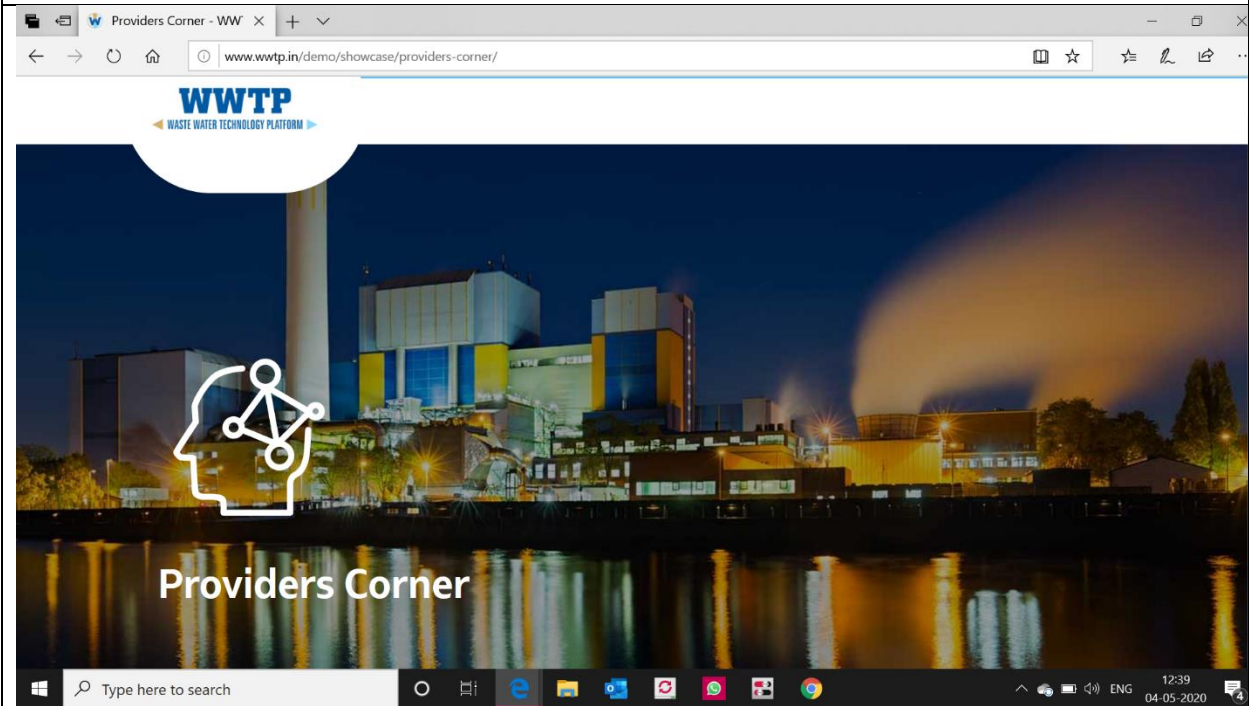 Providers Corner - WW
www.wwtp.in/demo/showcase/providers-corner/
WWTP
WASTE WATER TECHNOLOGY PLATFORM
Providers Corner
Type here to search
ENG
12:39
04-05-2020
4